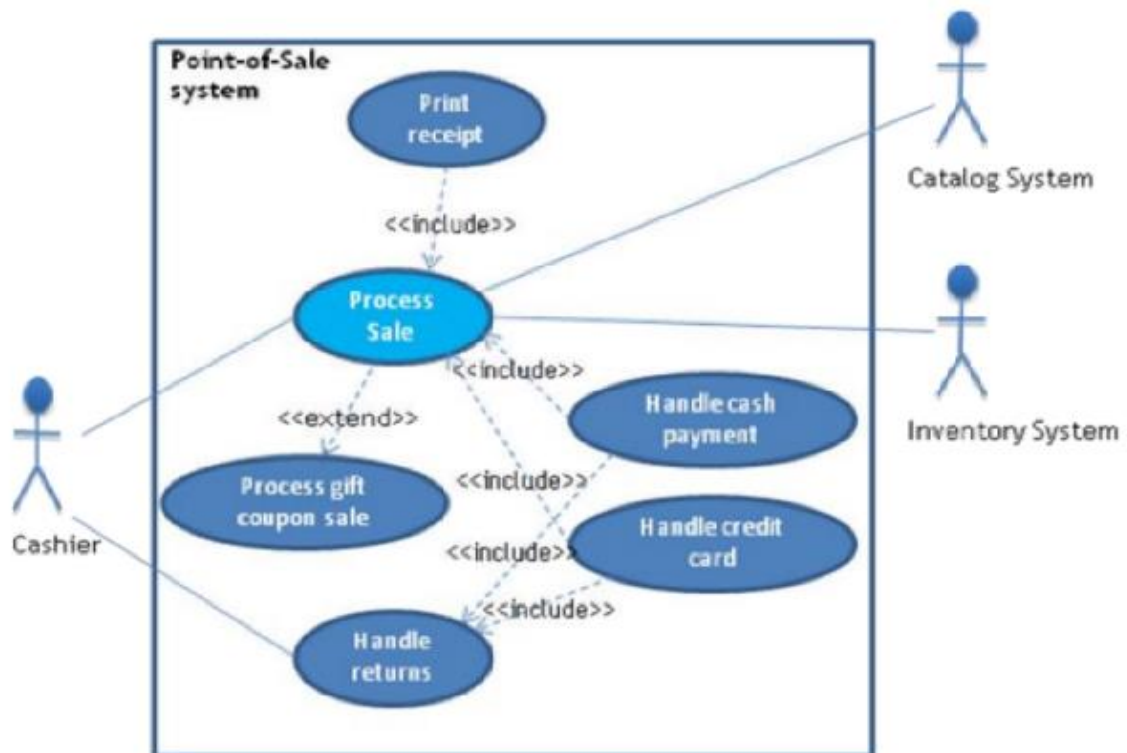 Point-of-Sale
system
Print
receipt
Catalog System
<<include>>
Process
Sale
<<include>>
Handle cash
payment
Inventory System
<<extend>>
Process gift
coupon sale
<<include>>
Handle credit
card
<<include>>
Cashier
<<include>>
Handle
returns